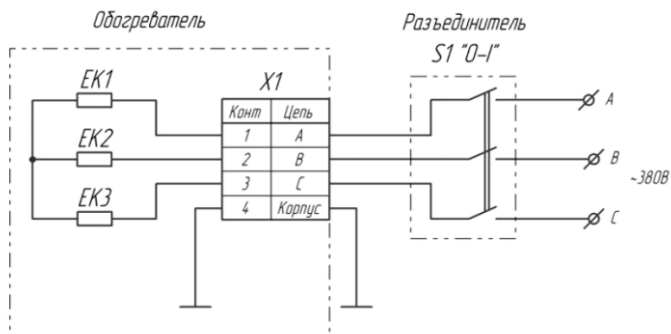 Обогреватель
Разъединитель
S1 "0-I"
EK1
X1
Конт Цепь
A
1 A
EK2
2 B
B
3 C
~380В
EK3
4 Корпус
C